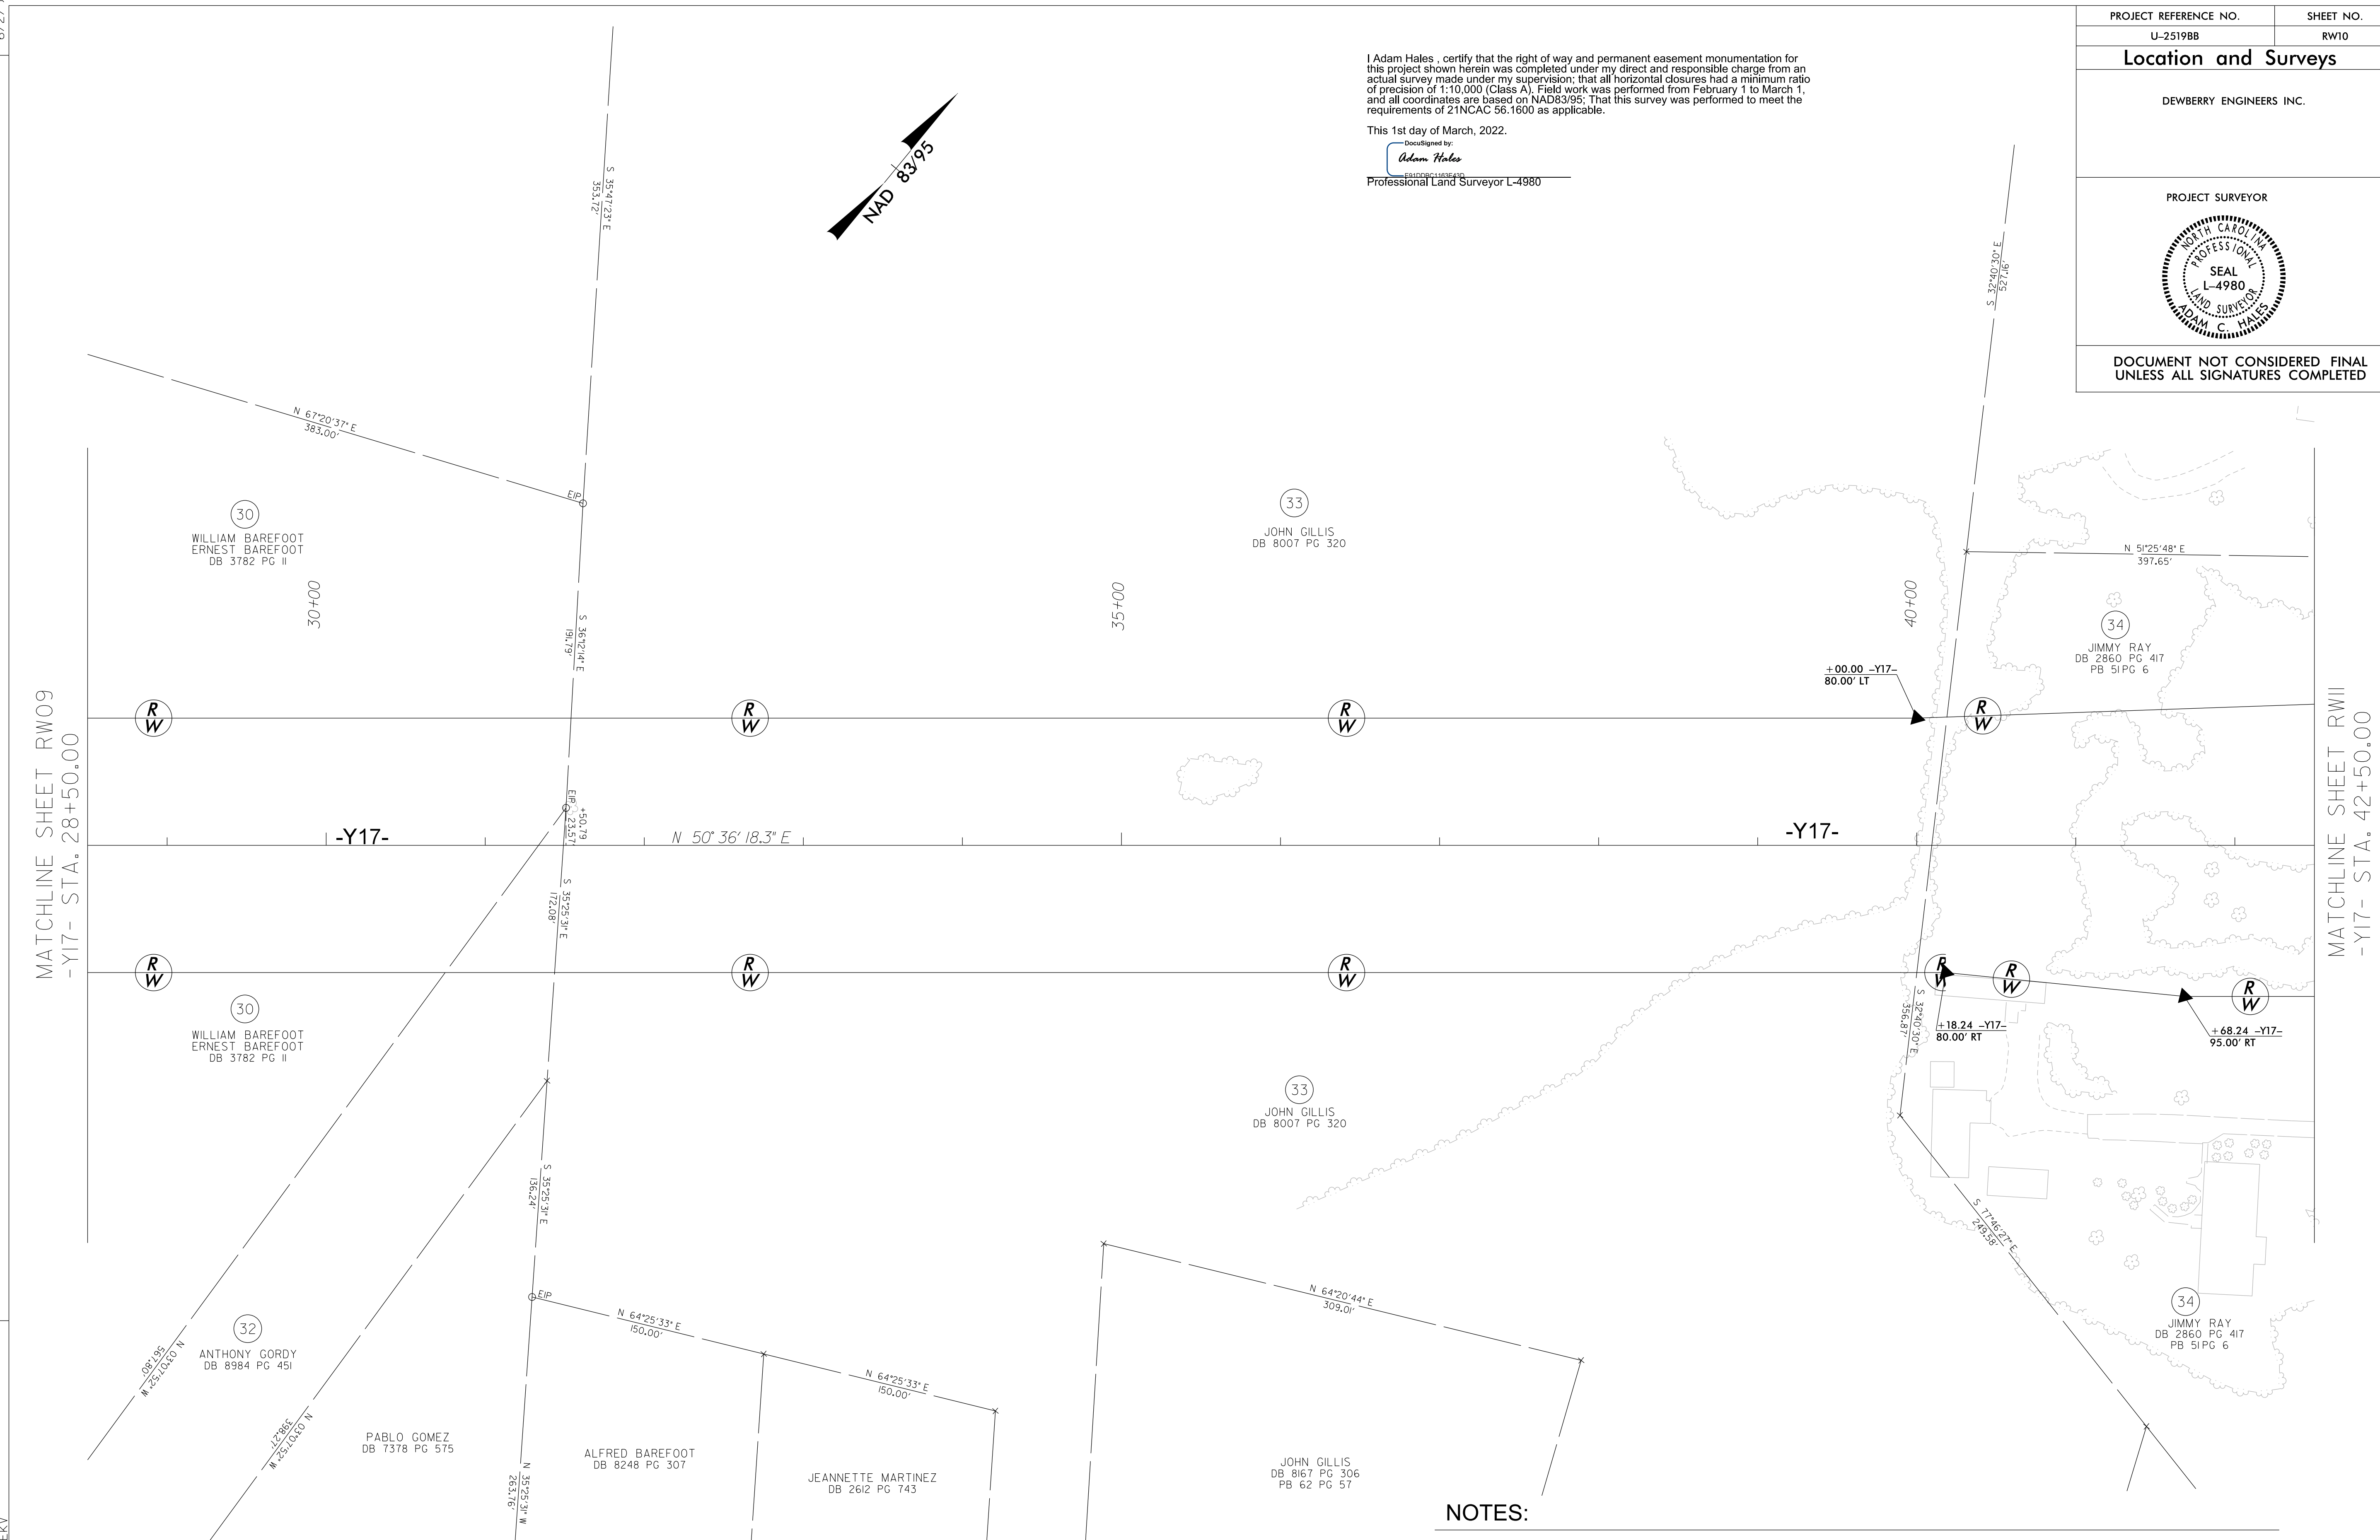 PROJECT REFERENCE NO.
SHEET NO.
U–2519BB
RW10
Location and Surveys
DEWBERRY ENGINEERS INC.
PROJECT SURVEYOR
NORTH CAROLINA
PROFESSIONAL
SEAL
L–4980
LAND SURVEYOR
ADAM C. HALES
DOCUMENT NOT CONSIDERED FINAL
UNLESS ALL SIGNATURES COMPLETED
I Adam Hales , certify that the right of way and permanent easement monumentation for
this project shown herein was completed under my direct and responsible charge from an
actual survey made under my supervision; that all horizontal closures had a minimum ratio
of precision of 1:10,000 (Class A). Field work was performed from February 1 to March 1,
and all coordinates are based on NAD83/95; That this survey was performed to meet the
requirements of 21NCAC 56.1600 as applicable.
This 1st day of March, 2022.
DocuSigned by:
Adam Hales
Professional Land Surveyor L-4980
NAD 83/95
S 35°47'23" E
353.72'
S 32°40'30" E
527.16'
N 67°20'37" E
383.00'
EIP
30
WILLIAM BAREFOOT
ERNEST BAREFOOT
DB 3782 PG 11
33
JOHN GILLIS
DB 8007 PG 320
N 51°25'48" E
397.65'
34
JIMMY RAY
DB 2860 PG 417
PB 51 PG 6
30+00
35+00
40+00
S 36°12'14" E
191.79'
+00.00 –Y17–
80.00' LT
R
W
R
W
R
W
R
W
MATCHLINE SHEET RW09
-Y17- STA. 28+50.00
MATCHLINE SHEET RW11
-Y17- STA. 42+50.00
EIP
+50.79
23.57'
-Y17-
N 50° 36' 18.3" E
-Y17-
S 35°25'31" E
172.08'
R
W
R
W
R
W
R
W
R
W
R
W
S 32°40'30" E
356.87'
+18.24 –Y17–
80.00' RT
+68.24 –Y17–
95.00' RT
30
WILLIAM BAREFOOT
ERNEST BAREFOOT
DB 3782 PG 11
33
JOHN GILLIS
DB 8007 PG 320
S 35°25'31" E
136.24'
S 77°46'27" E
249.58'
EIP
N 64°25'33" E
150.00'
N 64°25'33" E
150.00'
N 64°20'44" E
309.01'
34
JIMMY RAY
DB 2860 PG 417
PB 51 PG 6
32
ANTHONY GORDY
DB 8984 PG 451
N 03°07'52" W
567.80'
N 03°07'52" W
398.27'
PABLO GOMEZ
DB 7378 PG 575
N 35°25'31" W
263.76'
ALFRED BAREFOOT
DB 8248 PG 307
JEANNETTE MARTINEZ
DB 2612 PG 743
JOHN GILLIS
DB 8167 PG 306
PB 62 PG 57
NOTES: